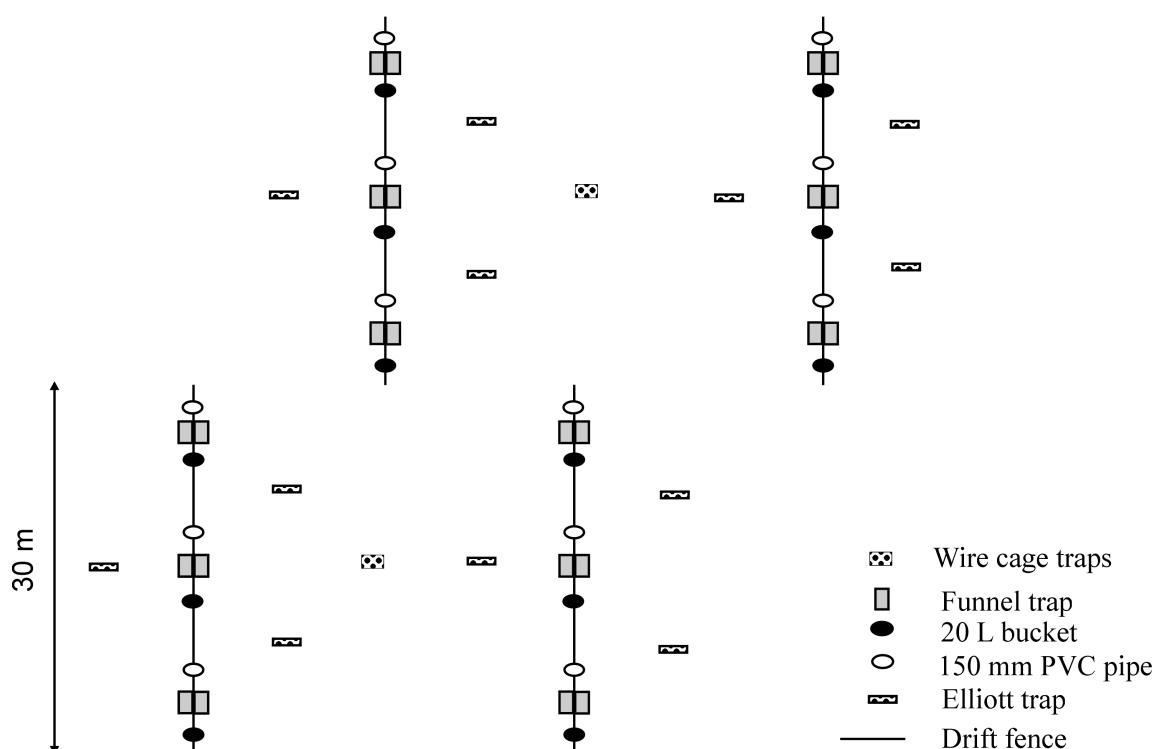 30 m
Wire cage traps
Funnel trap
20 L bucket
150 mm PVC pipe
Elliott trap
Drift fence